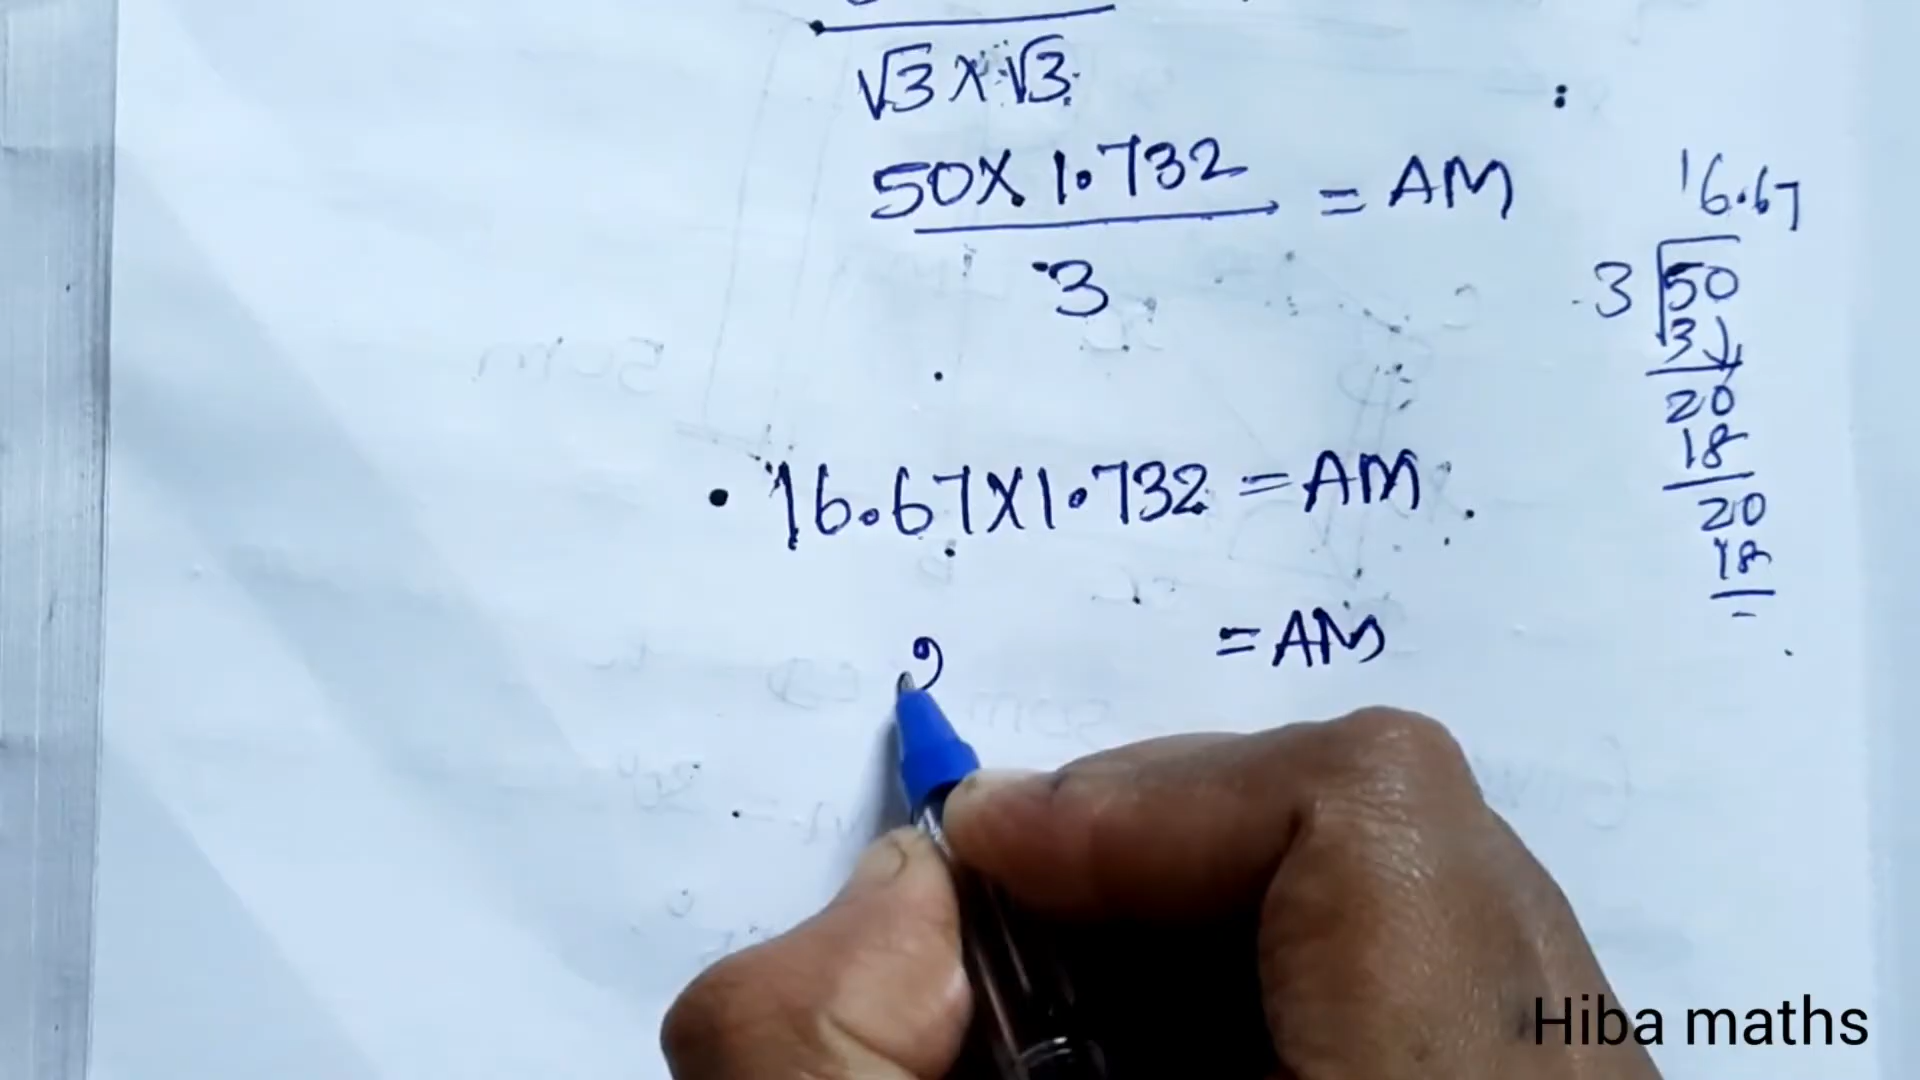 √3 × √3
50 × 1.732 = AM
3
16.67
3 50
3
20
18
20
18
16.67 × 1.732 = AM
= AM
Hiba maths